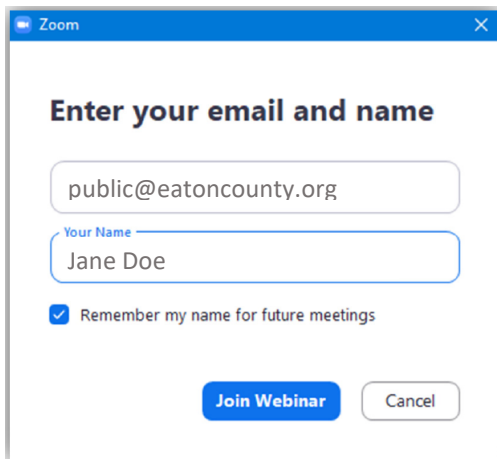 Zoom
Enter your email and name
public@eatoncounty.org
Your Name
Jane Doe
Remember my name for future meetings
Join Webinar Cancel